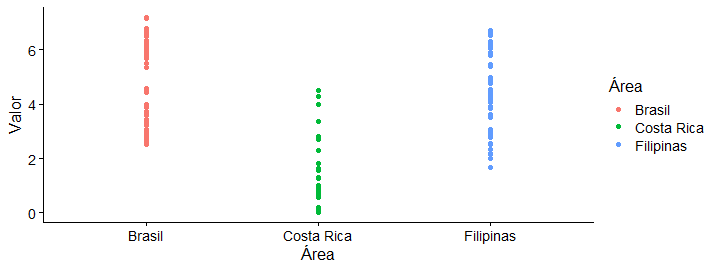 Valor
6
4
2
0
Brasil
Costa Rica
Filipinas
Área
Área
Brasil
Costa Rica
Filipinas